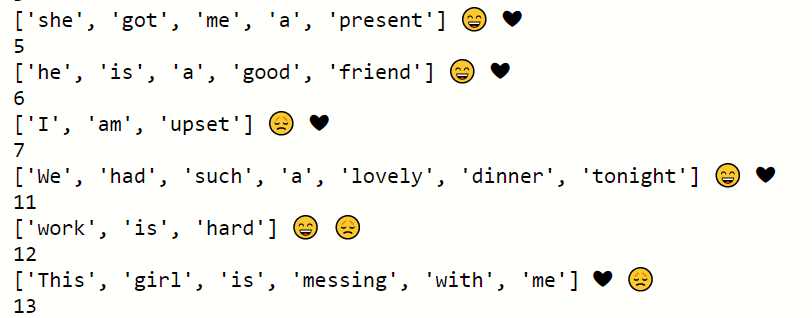 ['she', 'got', 'me', 'a', 'present'] 😄 🖤
5
['he', 'is', 'a', 'good', 'friend'] 😄 🖤
6
['I', 'am', 'upset'] 😞 🖤
7
['We', 'had', 'such', 'a', 'lovely', 'dinner', 'tonight'] 😄 🖤
11
['work', 'is', 'hard'] 😄 😞
12
['This', 'girl', 'is', 'messing', 'with', 'me'] 🖤 😞
13